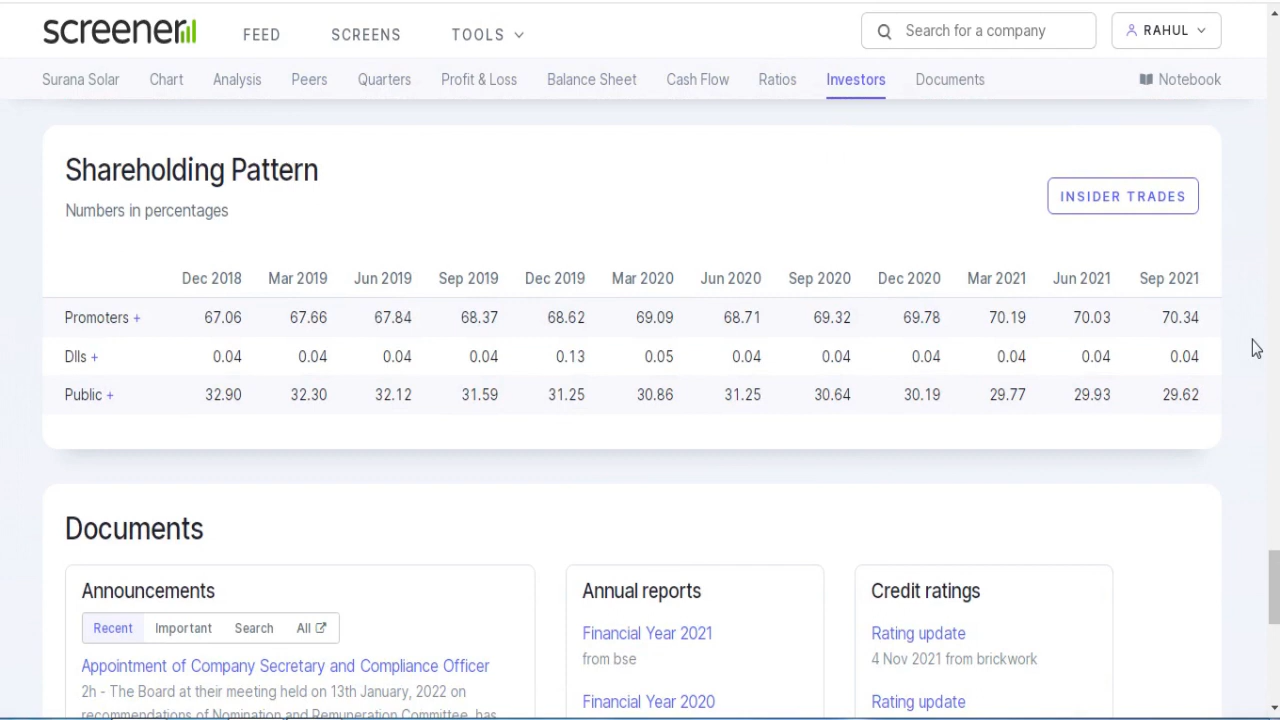 screener
FEED SCREENS TOOLS
Search for a company
RAHUL
Surana Solar Chart Analysis Peers Quarters Profit & Loss Balance Sheet Cash Flow Ratios Investors Documents Notebook
Shareholding Pattern
Numbers in percentages
INSIDER TRADES
Dec 2018 Mar 2019 Jun 2019 Sep 2019 Dec 2019 Mar 2020 Jun 2020 Sep 2020 Dec 2020 Mar 2021 Jun 2021 Sep 2021
Promoters + 67.06 67.66 67.84 68.37 68.62 69.09 68.71 69.32 69.78 70.19 70.03 70.34
DIIs + 0.04 0.04 0.04 0.04 0.13 0.05 0.04 0.04 0.04 0.04 0.04 0.04
Public + 32.90 32.30 32.12 31.59 31.25 30.86 31.25 30.64 30.19 29.77 29.93 29.62
Documents
Announcements
Recent Important Search All
Appointment of Company Secretary and Compliance Officer
2h - The Board at their meeting held on 13th January, 2022 on
recommendations of Nomination and Remuneration Committee, has
Annual reports
Financial Year 2021
from bse
Financial Year 2020
Credit ratings
Rating update
4 Nov 2021 from brickwork
Rating update